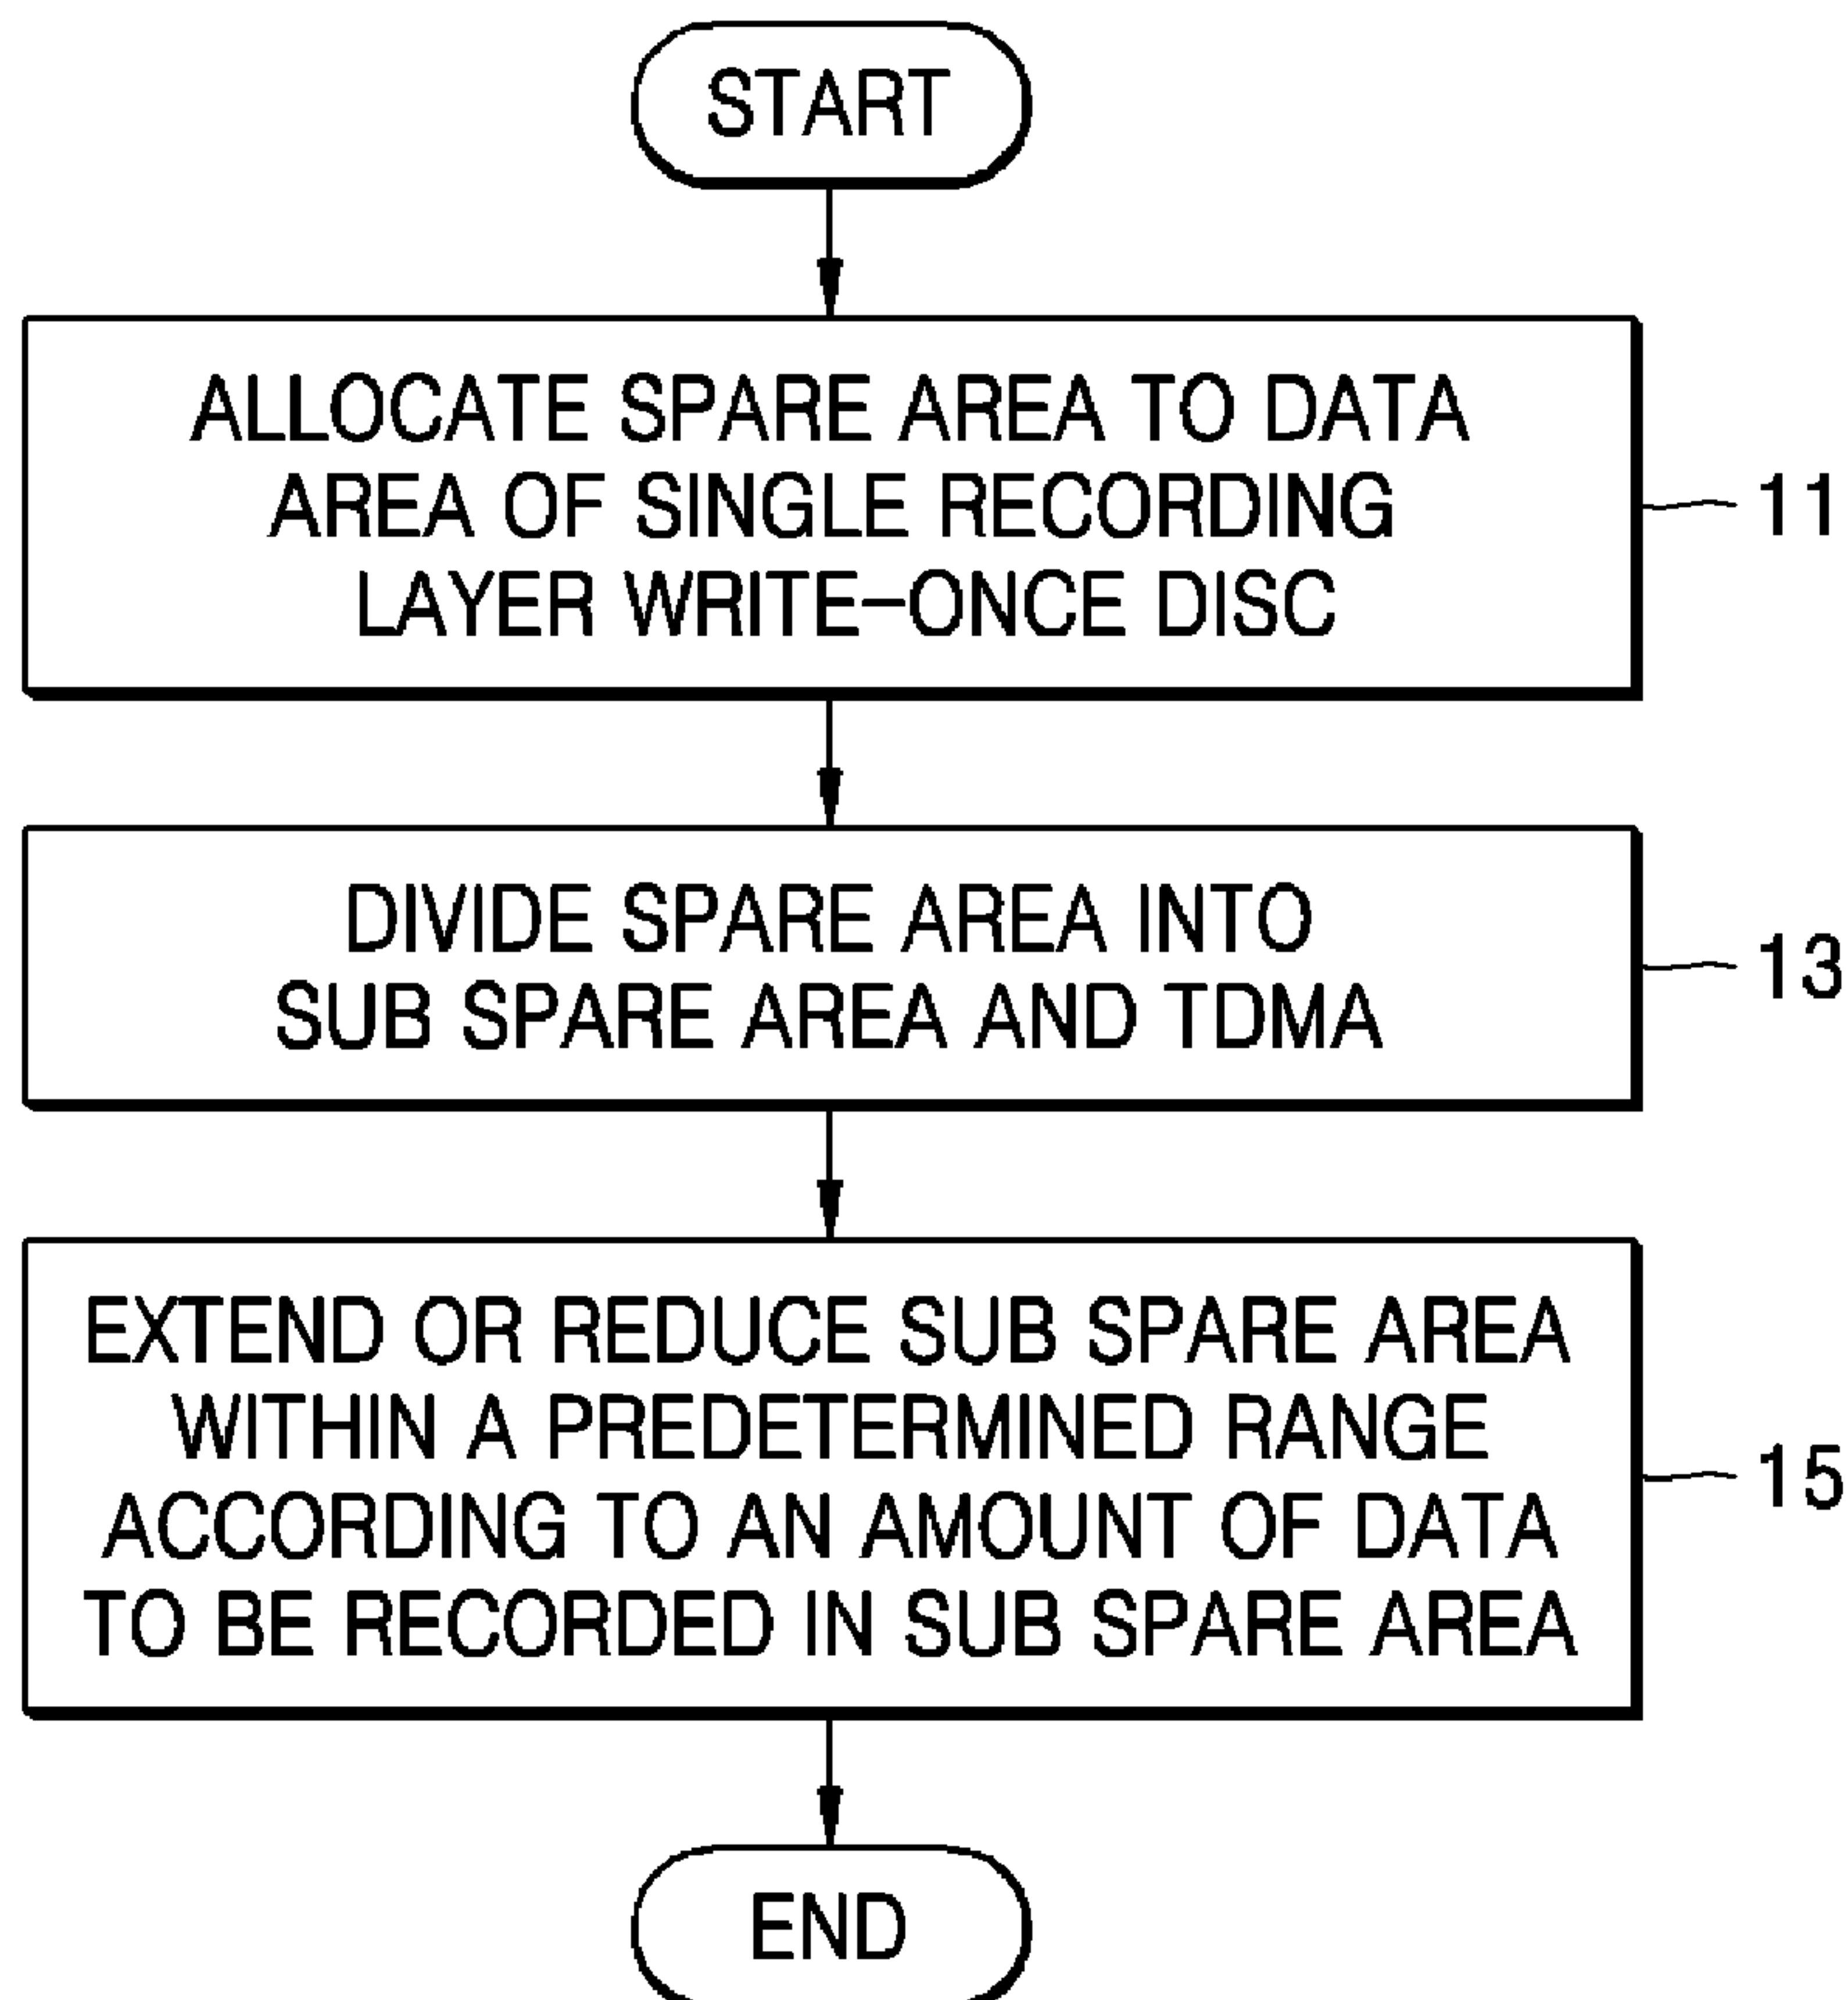 START
ALLOCATE SPARE AREA TO DATA
AREA OF SINGLE RECORDING
LAYER WRITE-ONCE DISC
11
DIVIDE SPARE AREA INTO
SUB SPARE AREA AND TDMA
13
EXTEND OR REDUCE SUB SPARE AREA
WITHIN A PREDETERMINED RANGE
ACCORDING TO AN AMOUNT OF DATA
TO BE RECORDED IN SUB SPARE AREA
15
END